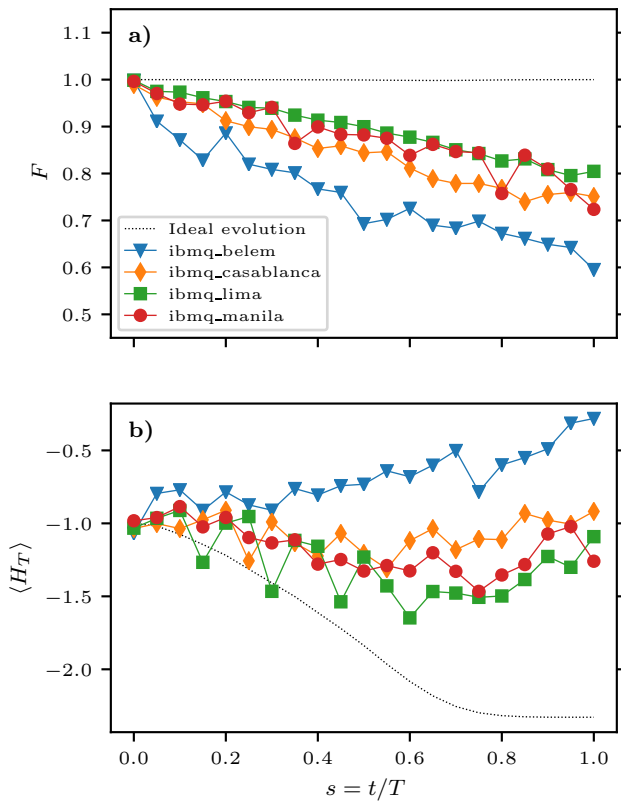 a)
1.1
1.0
0.9
0.8
0.7
0.6
0.5
F
Ideal evolution
ibmq_belem
ibmq_casablanca
ibmq_lima
ibmq_manila
b)
−0.5
−1.0
−1.5
−2.0
⟨H_T⟩
0.0 0.2 0.4 0.6 0.8 1.0
s = t/T